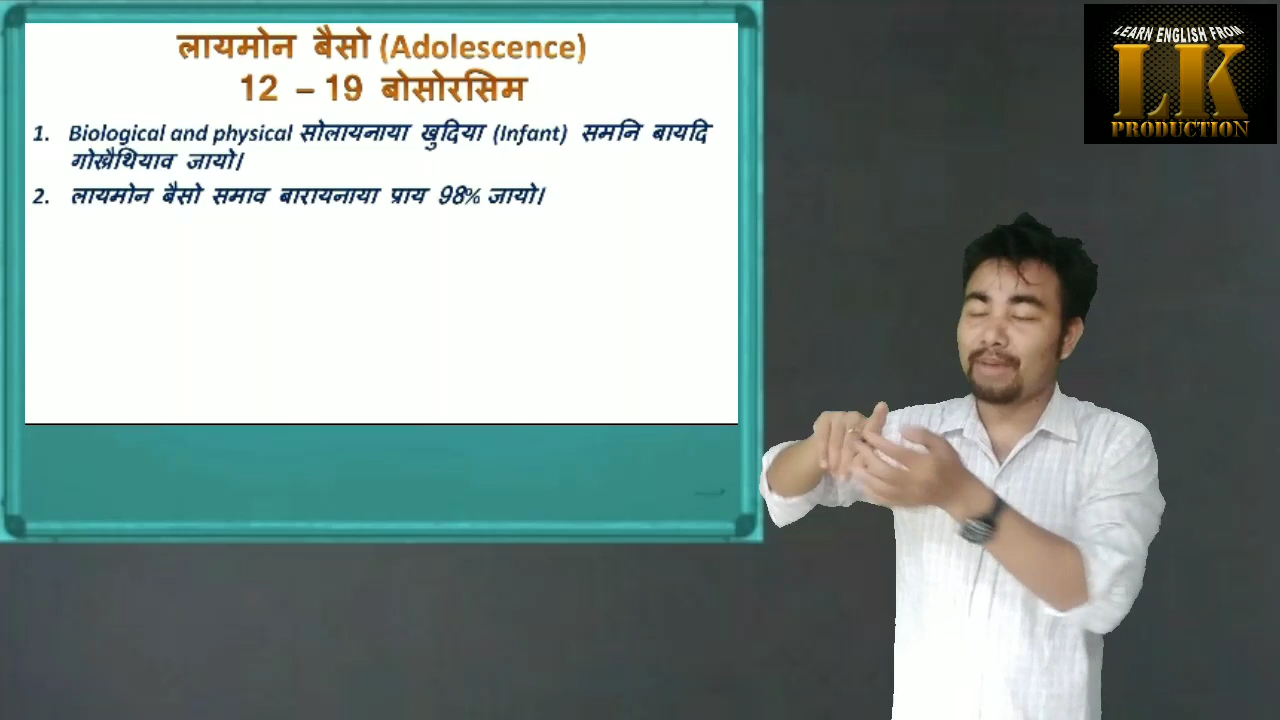 लायमोन बैसो (Adolescence)
12 – 19 बोसोरसिम
1. Biological and physical सोलायनाया खुदिया (Infant) समनि बायदि
गोख्रैथियाव जायो।
2. लायमोन बैसो समाव बारायनाया प्राय 98% जायो।
LEARN ENGLISH FROM
LK
PRODUCTION